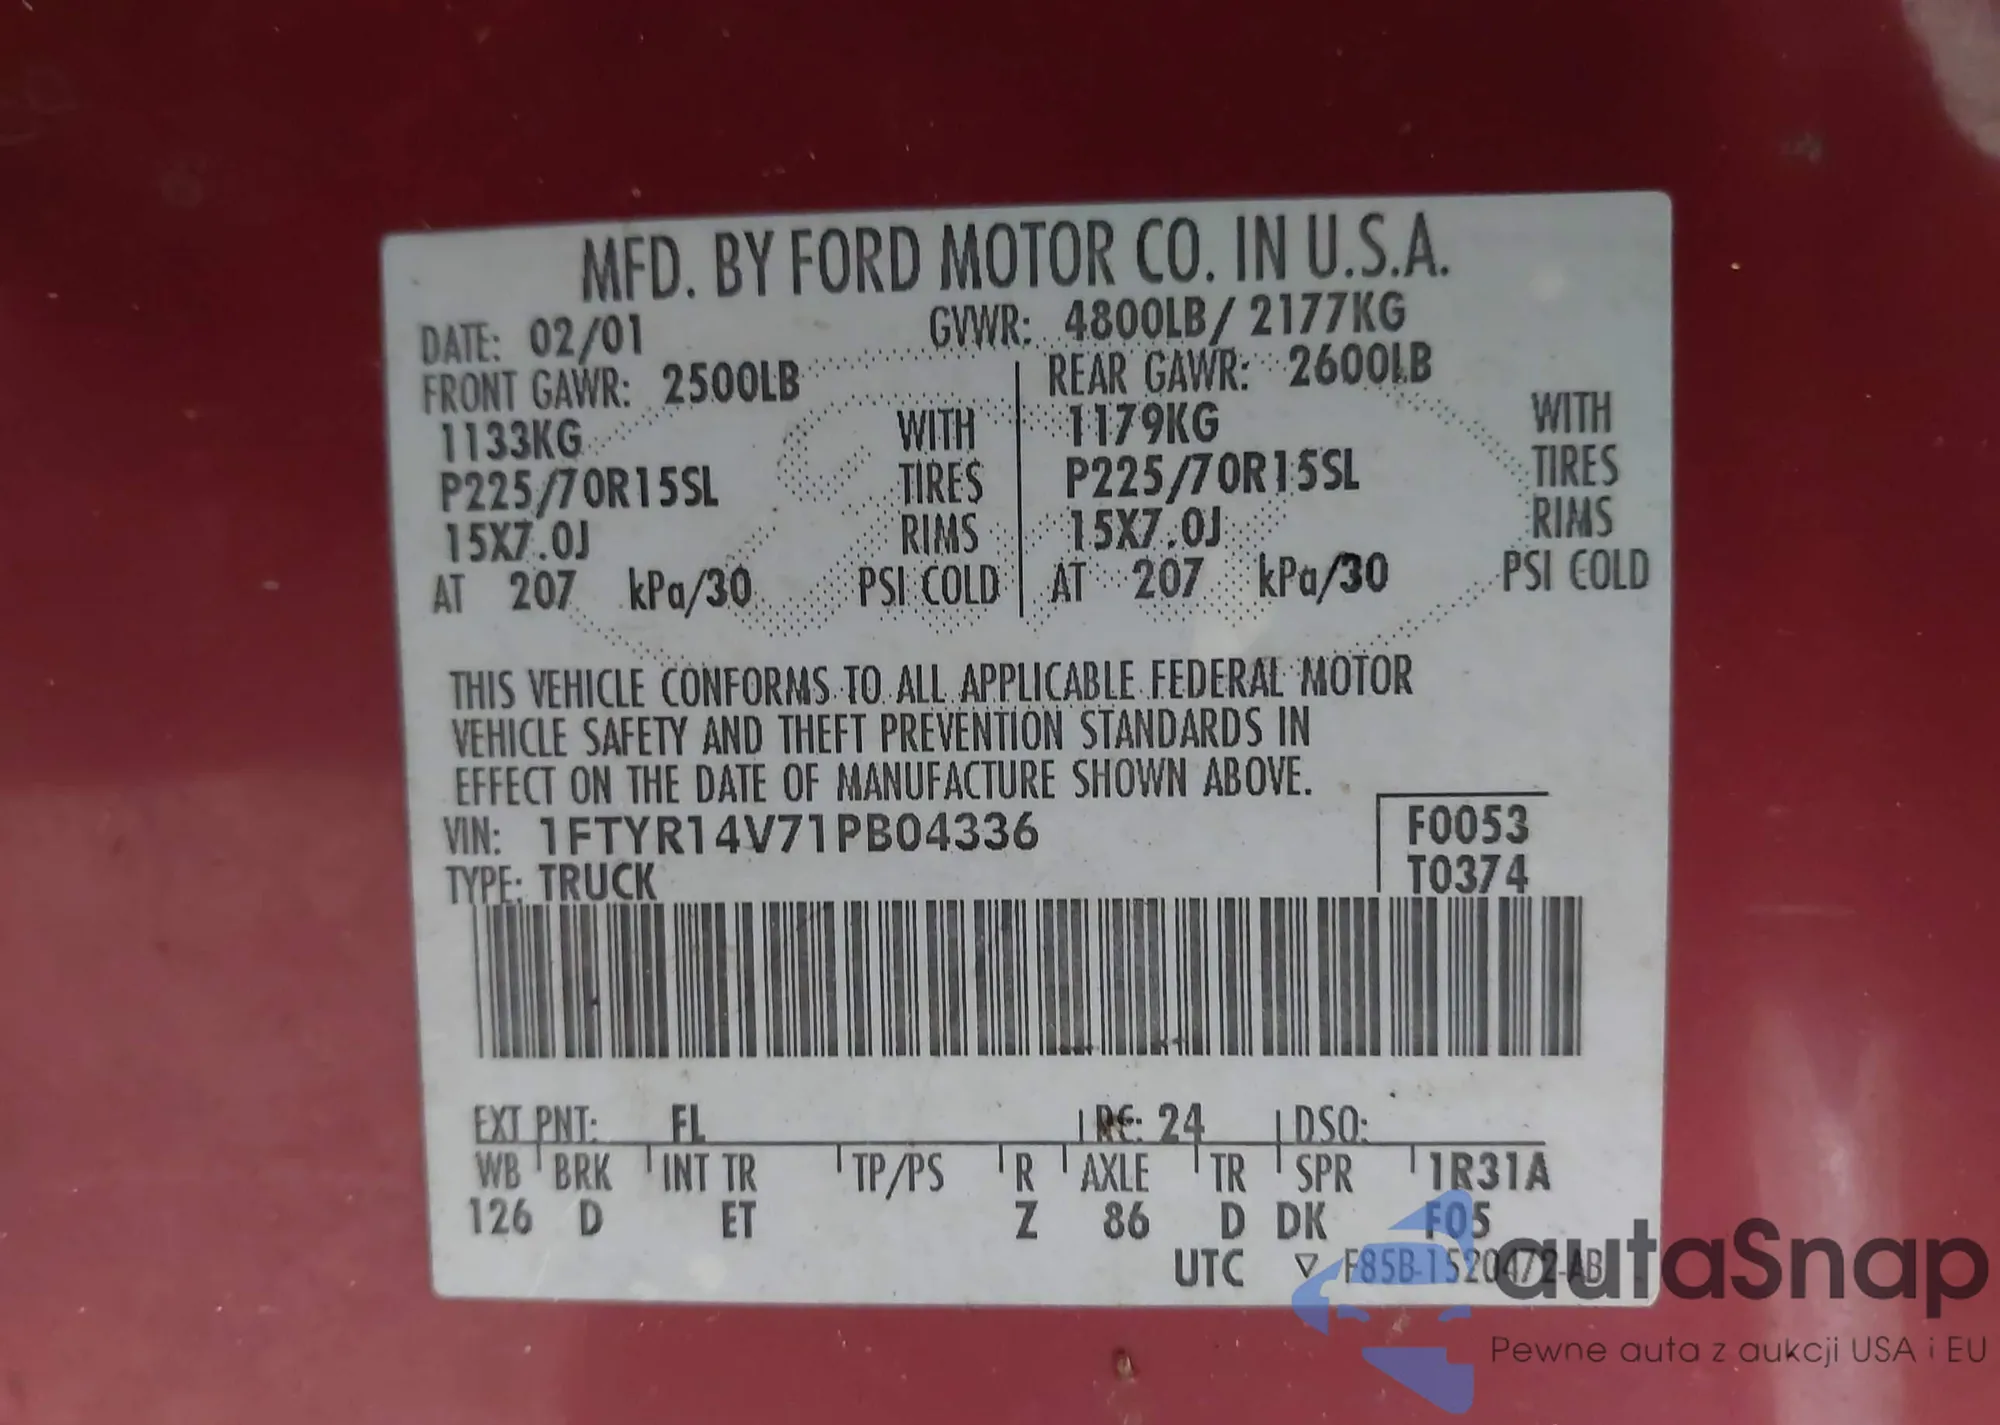 MFD. BY FORD MOTOR CO. IN U.S.A.
DATE: 02/01 GVWR: 4800LB/ 2177KG
FRONT GAWR: 2500LB REAR GAWR: 2600LB
1133KG WITH 1179KG WITH
P225/70R15SL TIRES P225/70R15SL TIRES
15X7.0J RIMS 15X7.0J RIMS
AT 207 kPa/30 PSI COLD AT 207 kPa/30 PSI COLD
THIS VEHICLE CONFORMS TO ALL APPLICABLE FEDERAL MOTOR
VEHICLE SAFETY AND THEFT PREVENTION STANDARDS IN
EFFECT ON THE DATE OF MANUFACTURE SHOWN ABOVE.
VIN: 1FTYR14V71PB04336 F0053
TYPE: TRUCK T0374
EXT PNT: FL RC: 24 DSO:
WB BRK INT TR TP/PS R AXLE TR SPR 1R31A
126 D ET Z 86 D DK F05
UTC ▽ F85B-1520472-AB
autaSnap
Pewne auta z aukcji USA i EU